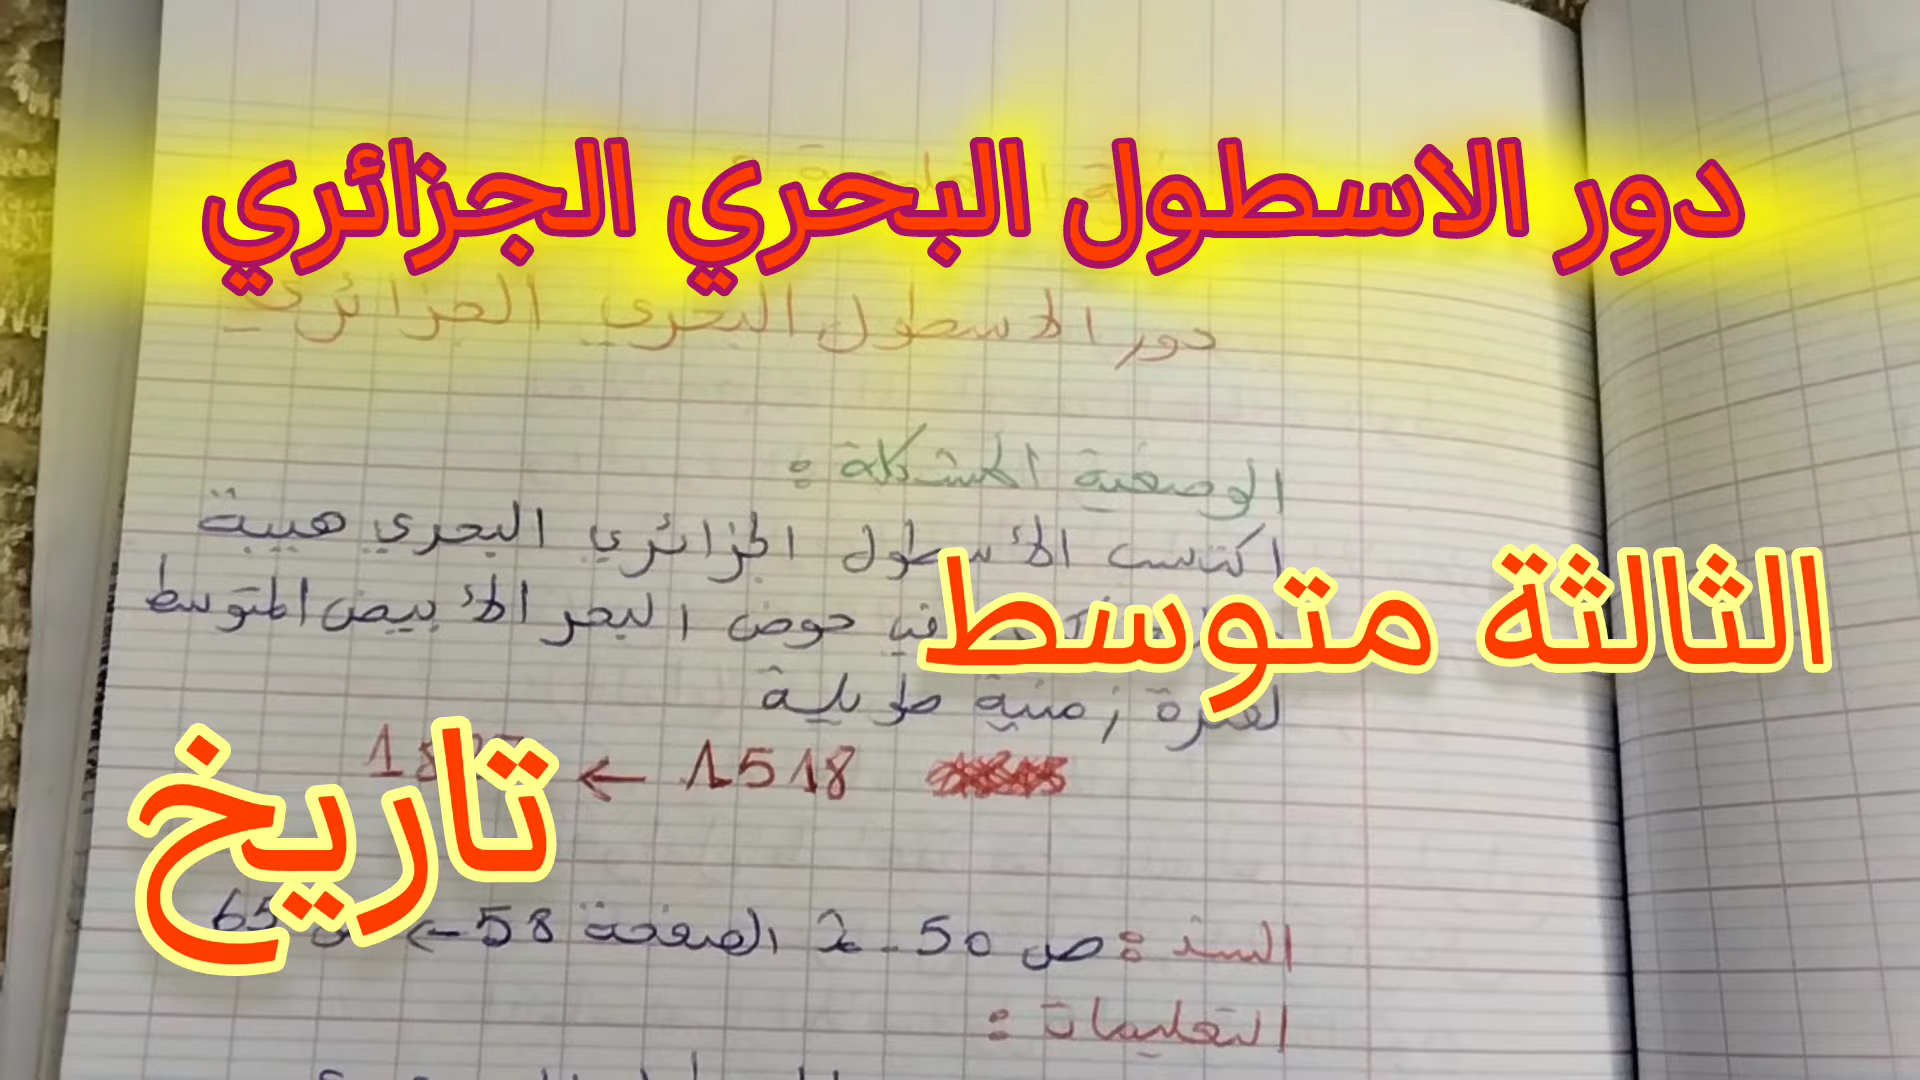 دور الاسطول البحري الجزائري
دور الاسطول البحري الجزائري
الوضعية المشكلة :
اكتسب الأسطول الجزائري البحري هيبة
في حوض البحر الأبيض المتوسط
الثالثة متوسط
لفترة زمنية طويلة
1518 ←
تاريخ
السند : ص 50 - الصفحة 58 ← 65
التعليمات :